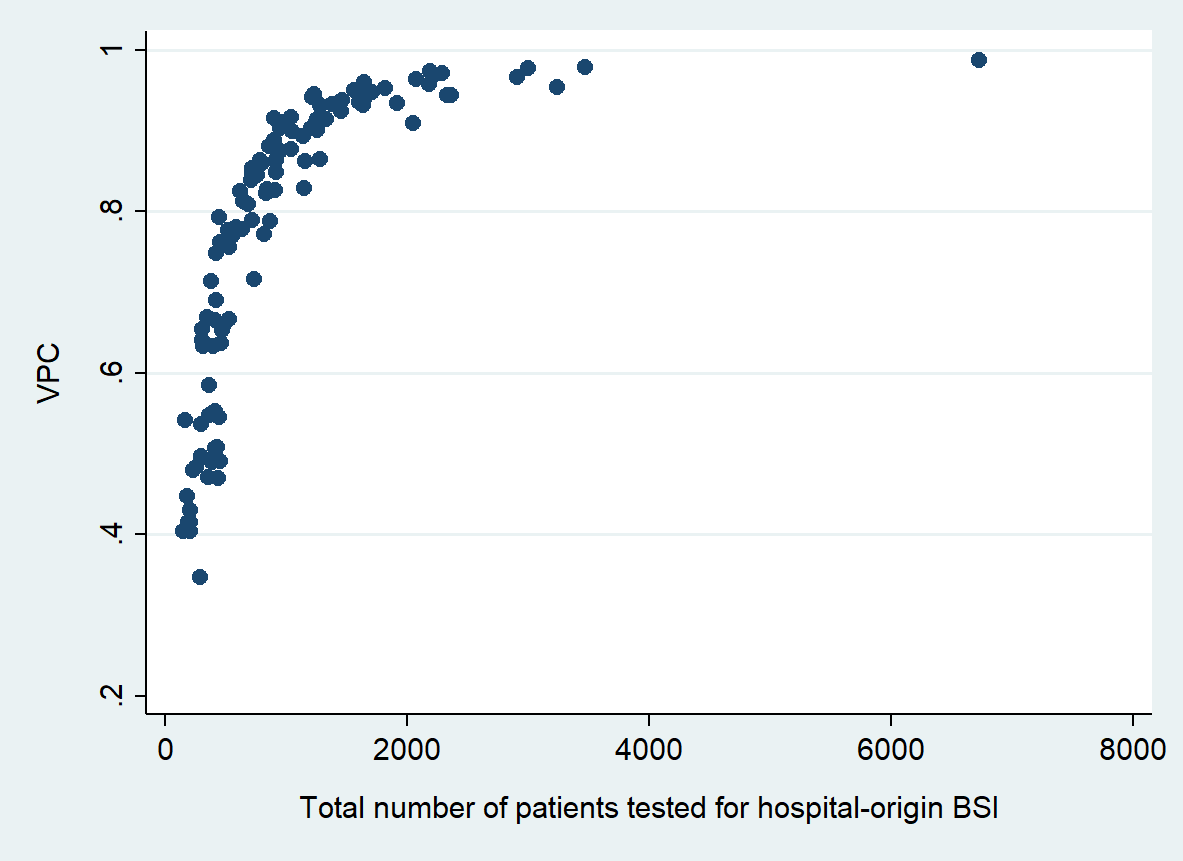 1
.8
.6
.4
.2
VPC
0 2000 4000 6000 8000
Total number of patients tested for hospital-origin BSI